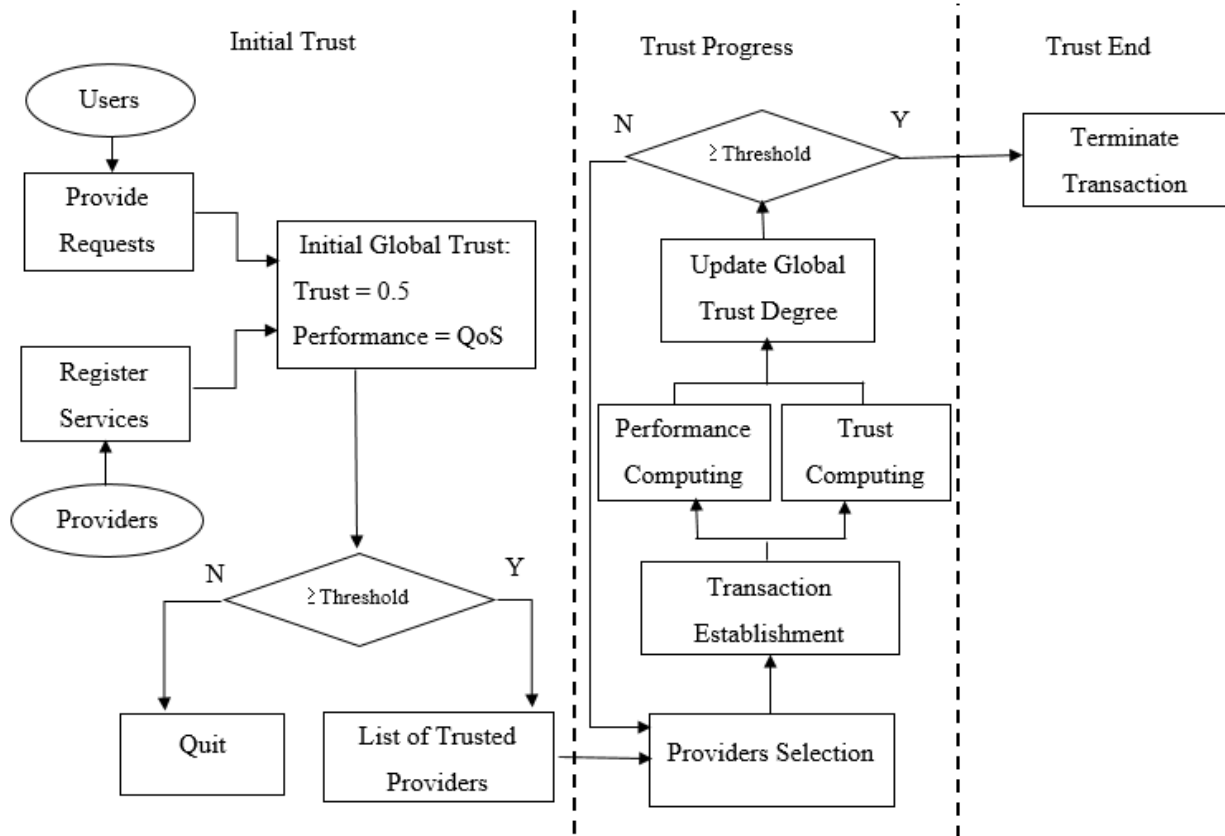 Initial Trust
Users
Provide
Requests
Initial Global Trust:
Trust = 0.5
Performance = QoS
Register
Services
Providers
N
Y
≥ Threshold
Quit
List of Trusted
Providers
Trust Progress
N
Y
≥ Threshold
Update Global
Trust Degree
Performance
Computing
Trust
Computing
Transaction
Establishment
Providers Selection
Trust End
Terminate
Transaction